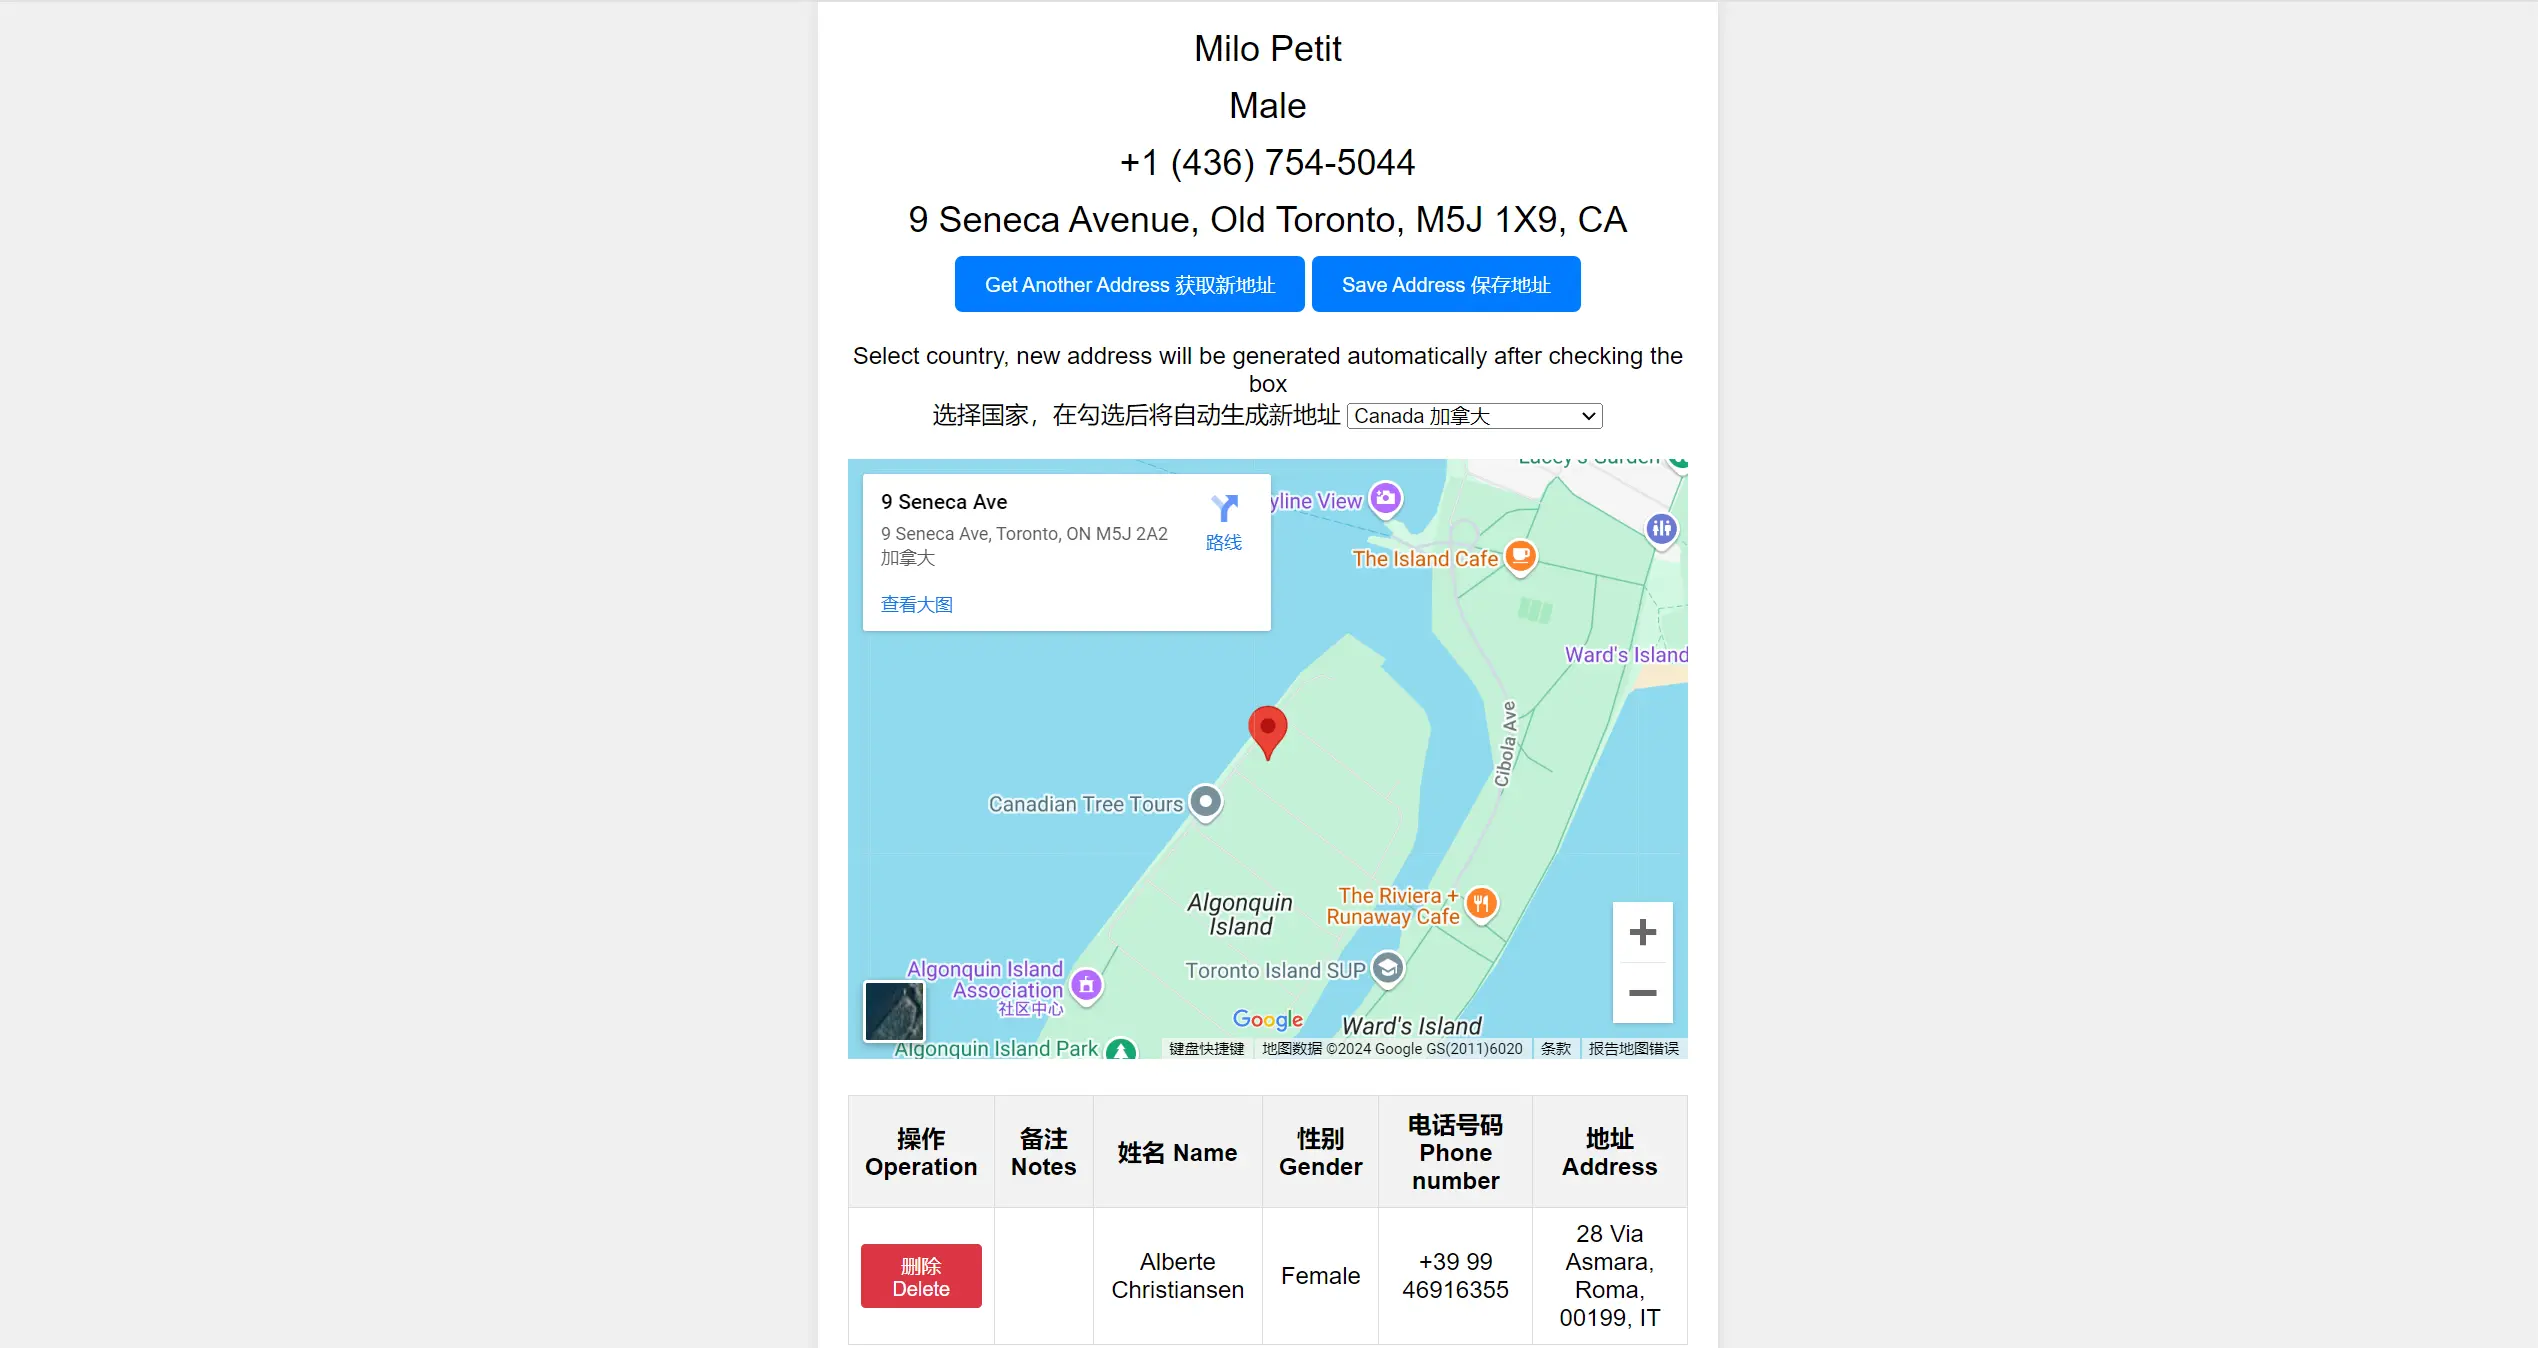 Milo Petit
Male
+1 (436) 754-5044
9 Seneca Avenue, Old Toronto, M5J 1X9, CA
Get Another Address 获取新地址
Save Address 保存地址
Select country, new address will be generated automatically after checking the
box
选择国家，在勾选后将自动生成新地址 Canada 加拿大
Lacey's Garden
9 Seneca Ave
9 Seneca Ave, Toronto, ON M5J 2A2
加拿大
路线
查看大图
yline View
The Island Cafe
Ward's Island
Cibola Ave
Canadian Tree Tours
Algonquin
Island
The Riviera +
Runaway Cafe
Toronto Island SUP
Algonquin Island
Association
社区中心
Google
Ward's Island
Algonquin Island Park
键盘快捷键
地图数据 ©2024 Google GS(2011)6020
条款
报告地图错误
操作
Operation
备注
Notes
姓名 Name
性别
Gender
电话号码
Phone
number
地址
Address
删除
Delete
Alberte
Christiansen
Female
+39 99
46916355
28 Via
Asmara,
Roma,
00199, IT